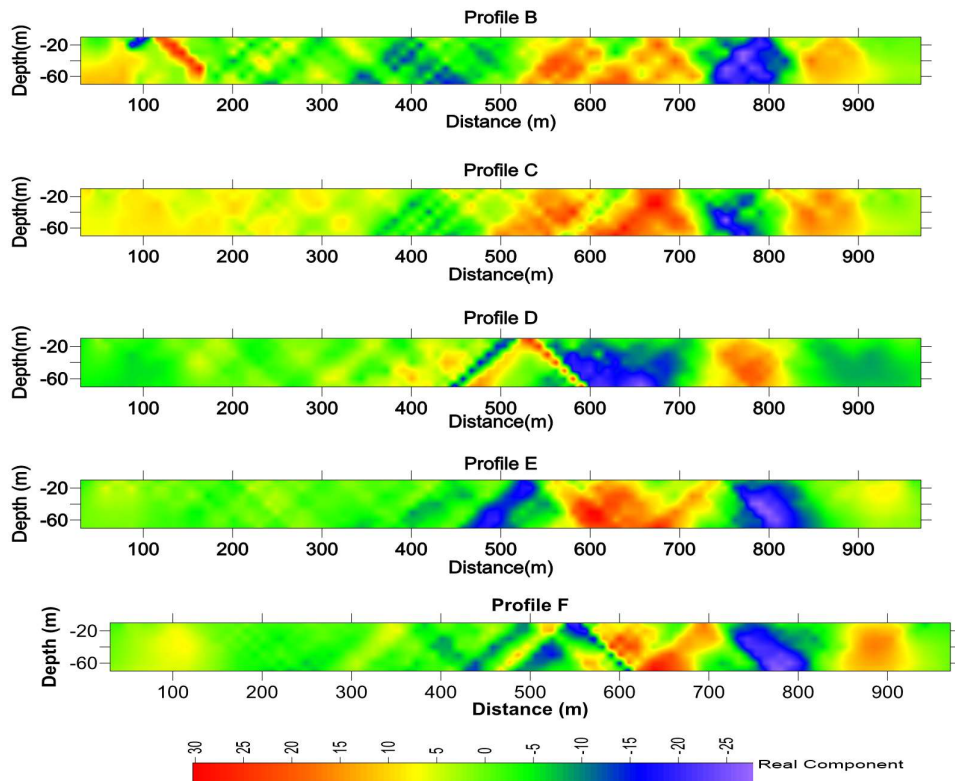 Profile B
Depth(m)
-20
-60
100 200 300 400 500 600 700 800 900
Distance (m)
Profile C
Depth(m)
-20
-60
100 200 300 400 500 600 700 800 900
Distance(m)
Profile D
Depth(m)
-20
-60
100 200 300 400 500 600 700 800 900
Distance(m)
Profile E
Depth (m)
-20
-60
100 200 300 400 500 600 700 800 900
Distance(m)
Profile F
Depth (m)
-20
-60
100 200 300 400 500 600 700 800 900
Distance (m)
30 25 20 15 10 5 0 -5 -10 -15 -20 -25
Real Component